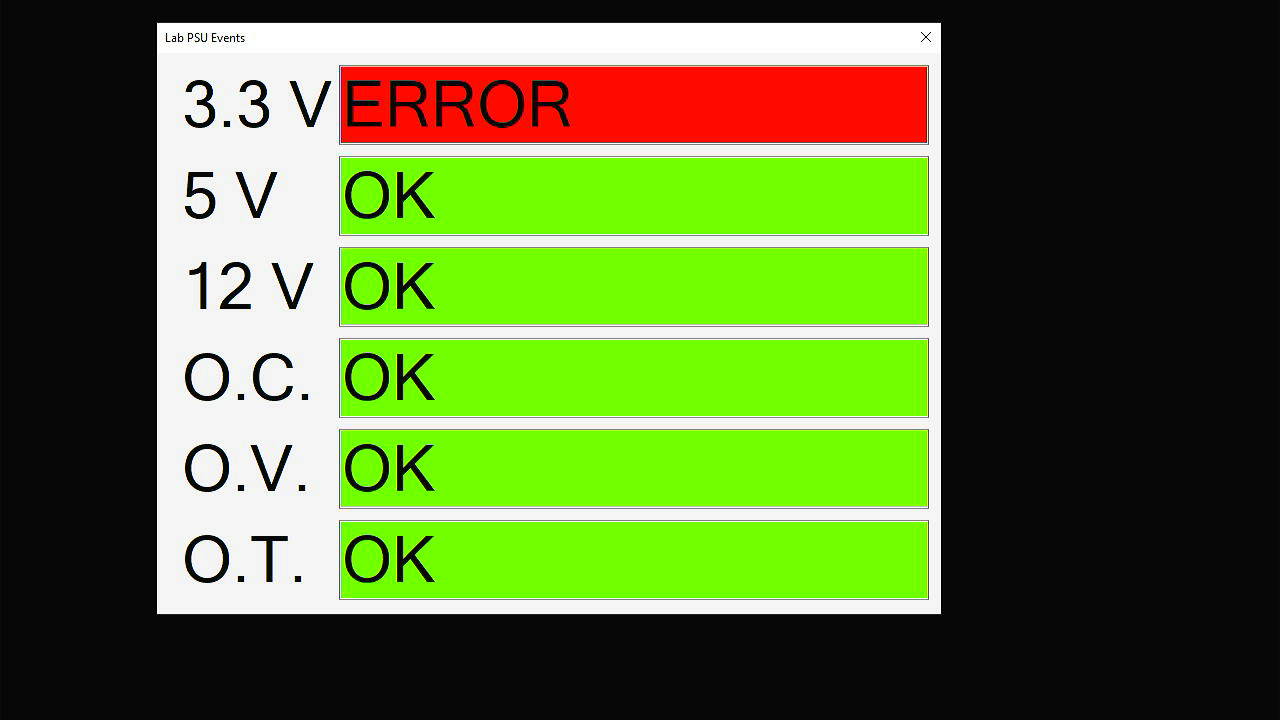 Lab PSU Events
3.3 V ERROR
5 V OK
12 V OK
O.C. OK
O.V. OK
O.T. OK